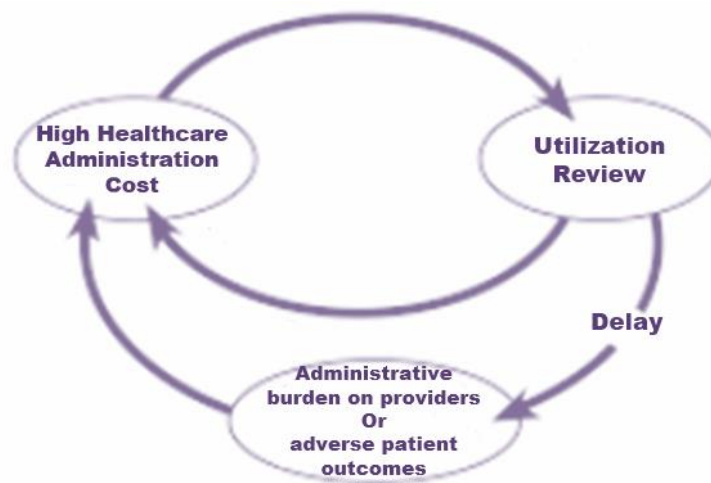 High Healthcare
Administration
Cost
Utilization
Review
Delay
Administrative
burden on providers
Or
adverse patient
outcomes